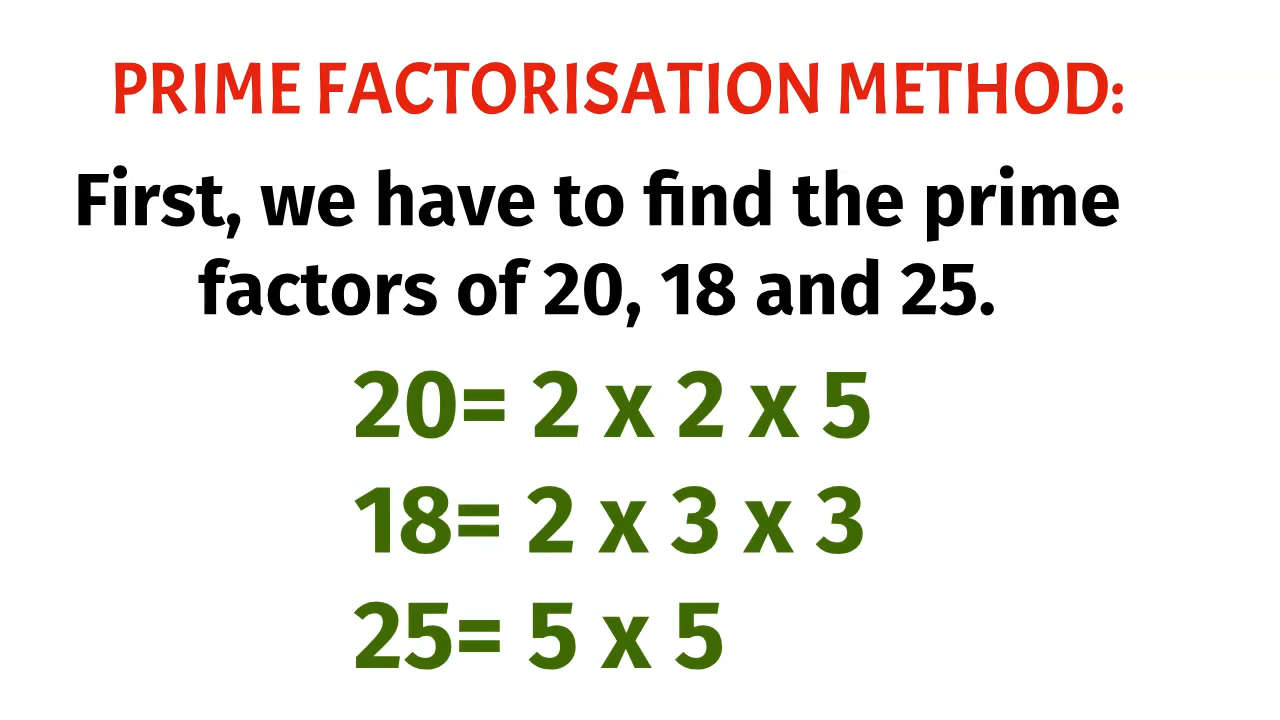 PRIME FACTORISATION METHOD:
First, we have to find the prime
factors of 20, 18 and 25.
20= 2 x 2 x 5
18= 2 x 3 x 3
25= 5 x 5